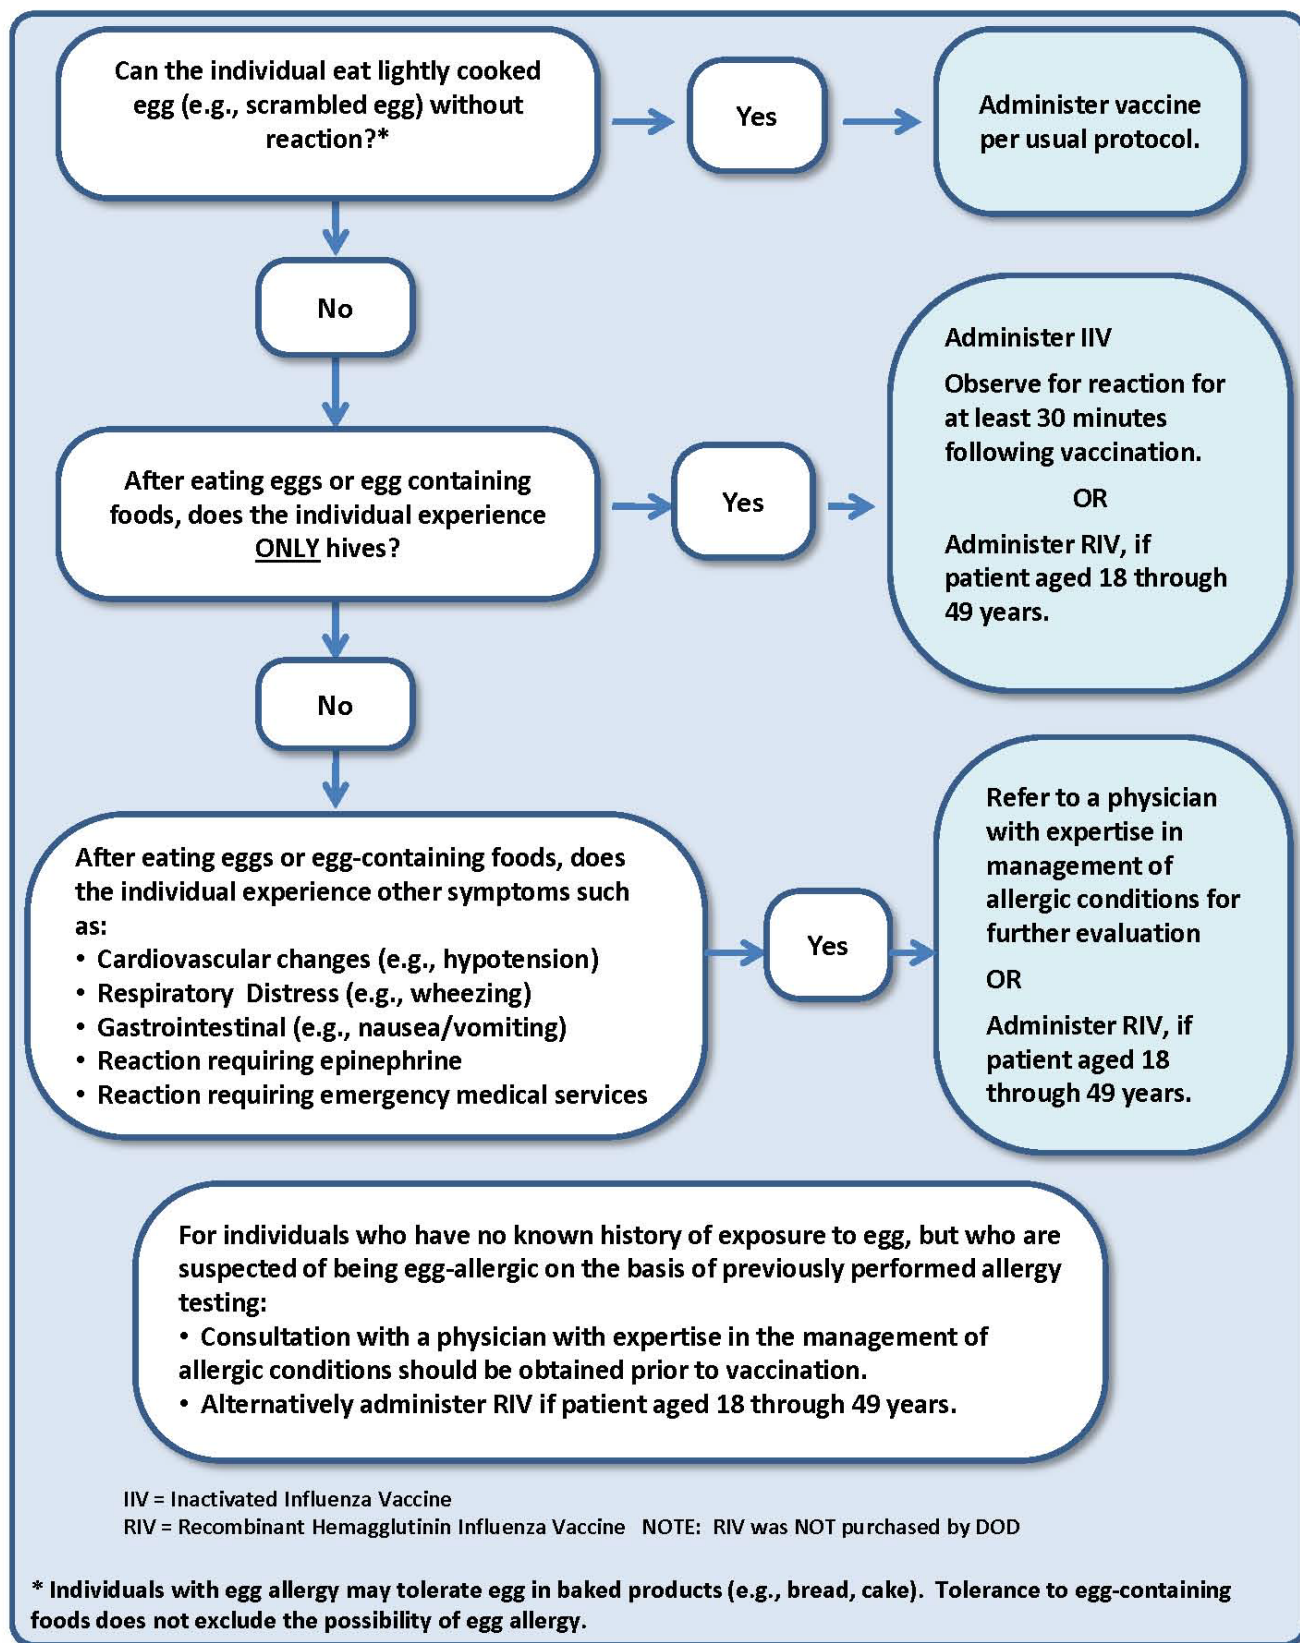 Can the individual eat lightly cooked
egg (e.g., scrambled egg) without
reaction?*
Yes
Administer vaccine
per usual protocol.
No
After eating eggs or egg containing
foods, does the individual experience
ONLY hives?
Yes
Administer IIV
Observe for reaction for
at least 30 minutes
following vaccination.
OR
Administer RIV, if
patient aged 18 through
49 years.
No
After eating eggs or egg-containing foods, does
the individual experience other symptoms such
as:
• Cardiovascular changes (e.g., hypotension)
• Respiratory Distress (e.g., wheezing)
• Gastrointestinal (e.g., nausea/vomiting)
• Reaction requiring epinephrine
• Reaction requiring emergency medical services
Yes
Refer to a physician
with expertise in
management of
allergic conditions for
further evaluation
OR
Administer RIV, if
patient aged 18
through 49 years.
For individuals who have no known history of exposure to egg, but who are
suspected of being egg-allergic on the basis of previously performed allergy
testing:
• Consultation with a physician with expertise in the management of
allergic conditions should be obtained prior to vaccination.
• Alternatively administer RIV if patient aged 18 through 49 years.
IIV = Inactivated Influenza Vaccine
RIV = Recombinant Hemagglutinin Influenza Vaccine NOTE: RIV was NOT purchased by DOD
* Individuals with egg allergy may tolerate egg in baked products (e.g., bread, cake). Tolerance to egg-containing
foods does not exclude the possibility of egg allergy.